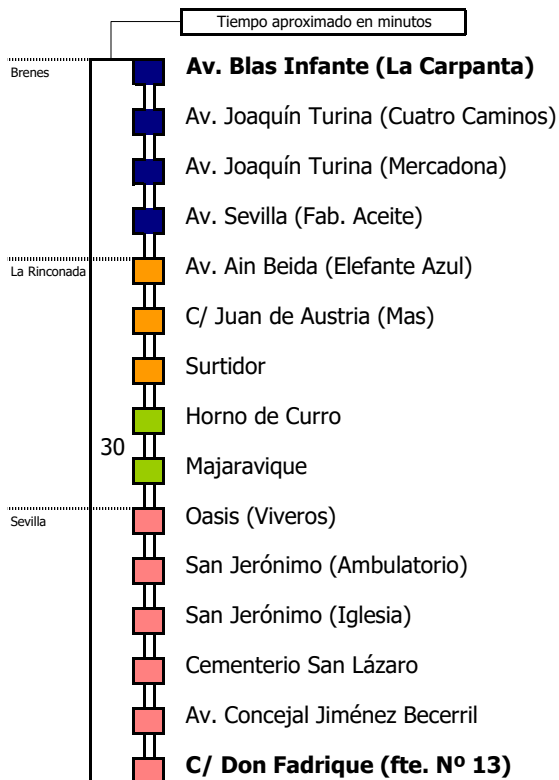 Tiempo aproximado en minutos
Brenes
Av. Blas Infante (La Carpanta)
Av. Joaquín Turina (Cuatro Caminos)
Av. Joaquín Turina (Mercadona)
Av. Sevilla (Fab. Aceite)
La Rinconada
Av. Ain Beida (Elefante Azul)
C/ Juan de Austria (Mas)
Surtidor
Horno de Curro
30
Majaravique
Sevilla
Oasis (Viveros)
San Jerónimo (Ambulatorio)
San Jerónimo (Iglesia)
Cementerio San Lázaro
Av. Concejal Jiménez Becerril
C/ Don Fadrique (fte. Nº 13)